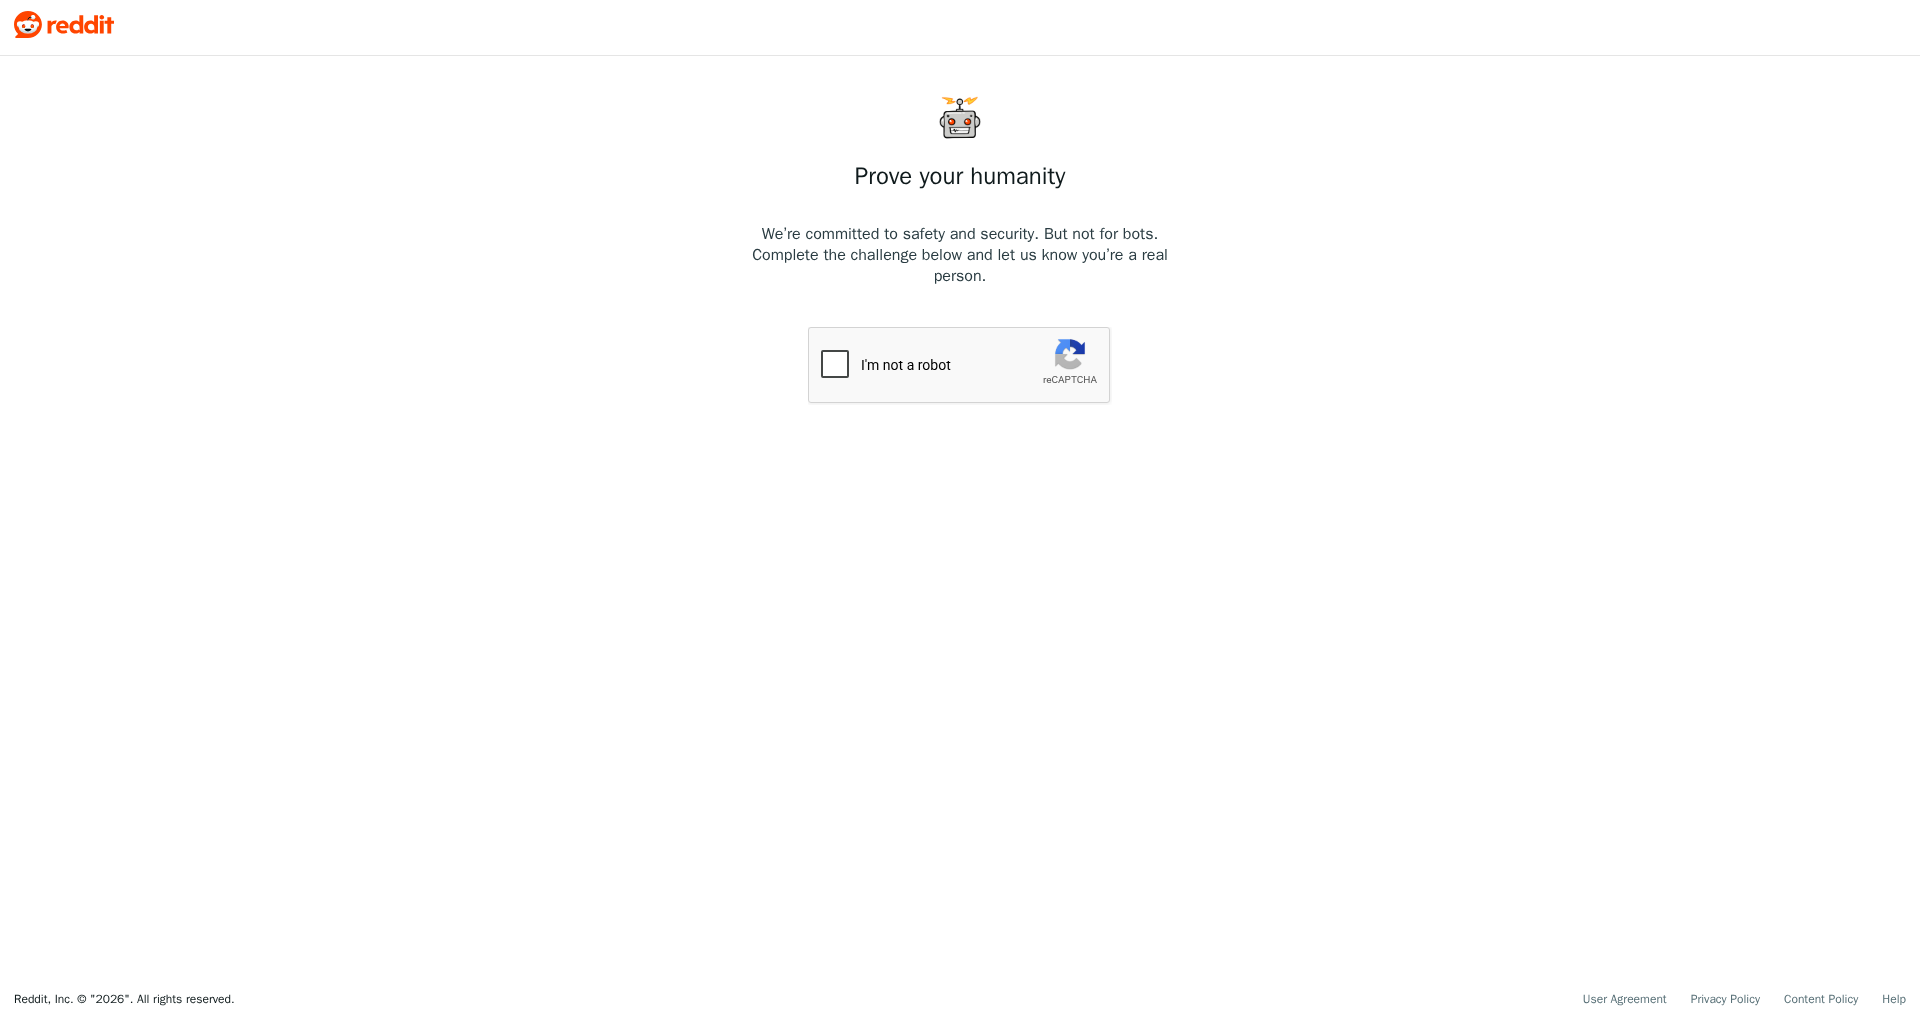 reddit
Prove your humanity
We're committed to safety and security. But not for bots.
Complete the challenge below and let us know you're a real
person.
I'm not a robot
reCAPTCHA
Reddit, Inc. © "2026". All rights reserved.
User Agreement Privacy Policy Content Policy Help